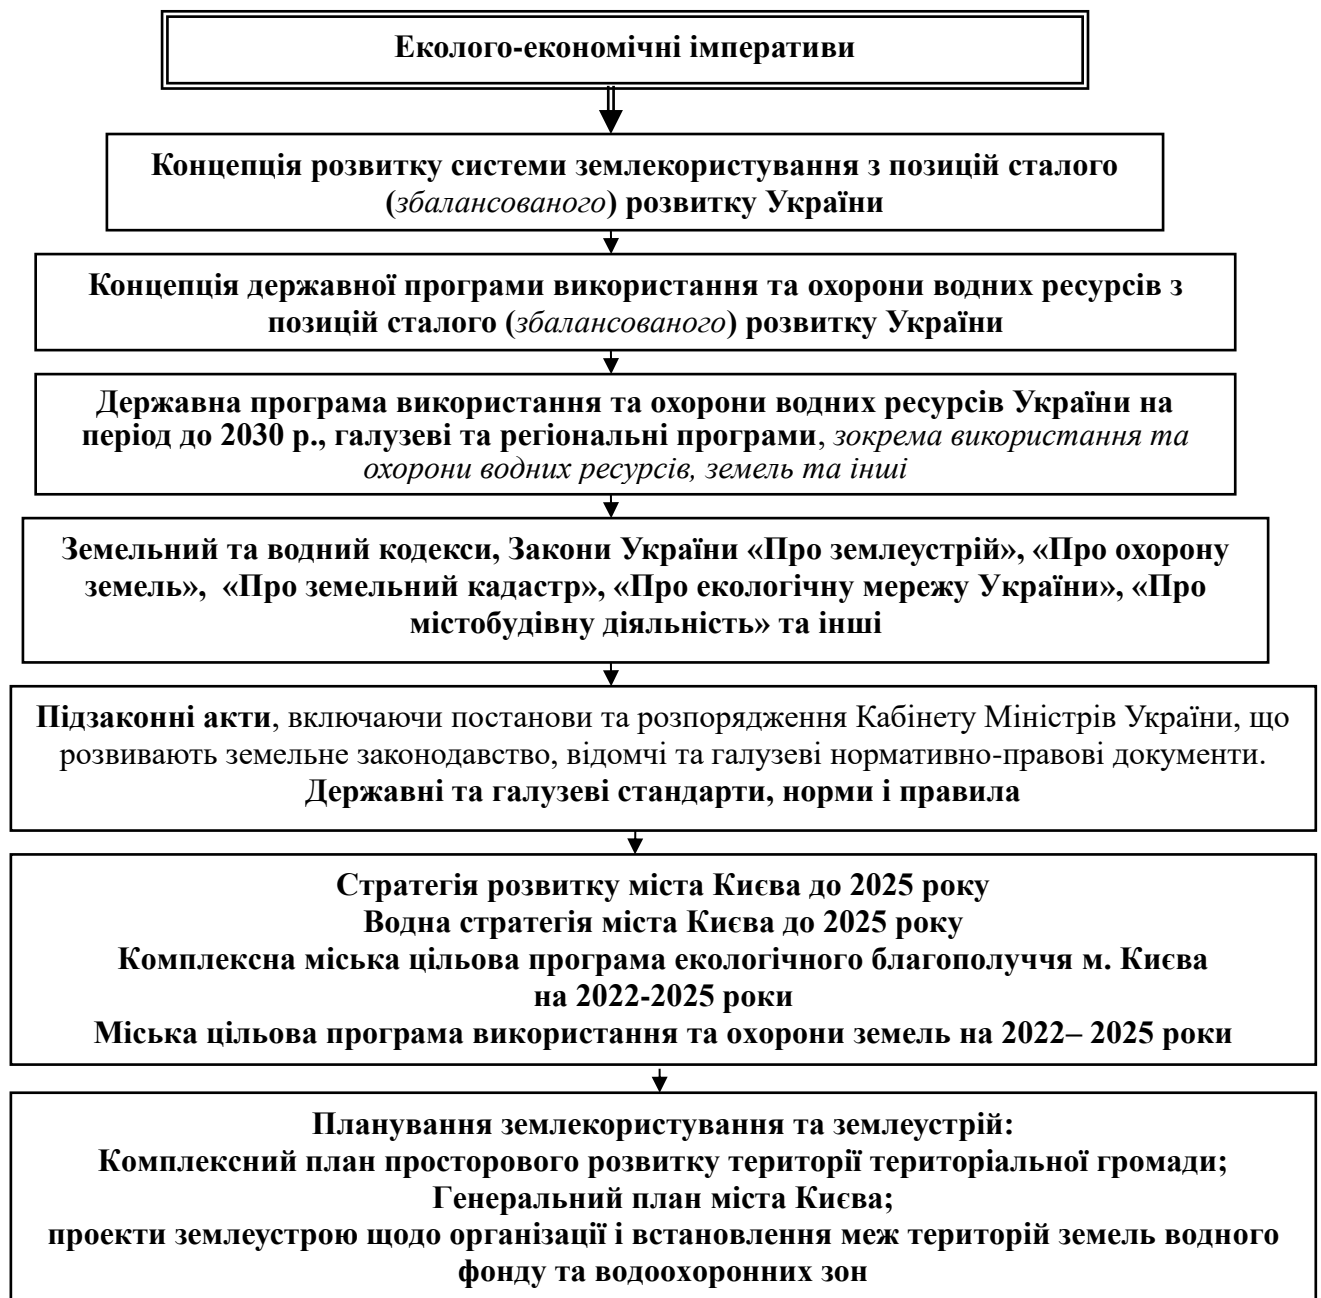 Еколого-економічні імперативи
Концепція розвитку системи землекористування з позицій сталого
(збалансованого) розвитку України
Концепція державної програми використання та охорони водних ресурсів з
позицій сталого (збалансованого) розвитку України
Державна програма використання та охорони водних ресурсів України на
період до 2030 р., галузеві та регіональні програми, зокрема використання та
охорони водних ресурсів, земель та інші
Земельний та водний кодекси, Закони України «Про землеустрій», «Про охорону
земель», «Про земельний кадастр», «Про екологічну мережу України», «Про
містобудівну діяльність» та інші
Підзаконні акти, включаючи постанови та розпорядження Кабінету Міністрів України, що
розвивають земельне законодавство, відомчі та галузеві нормативно-правові документи.
Державні та галузеві стандарти, норми і правила
Стратегія розвитку міста Києва до 2025 року
Водна стратегія міста Києва до 2025 року
Комплексна міська цільова програма екологічного благополуччя м. Києва
на 2022-2025 роки
Міська цільова програма використання та охорони земель на 2022– 2025 роки
Планування землекористування та землеустрій:
Комплексний план просторового розвитку території територіальної громади;
Генеральний план міста Києва;
проекти землеустрою щодо організації і встановлення меж територій земель водного
фонду та водоохоронних зон